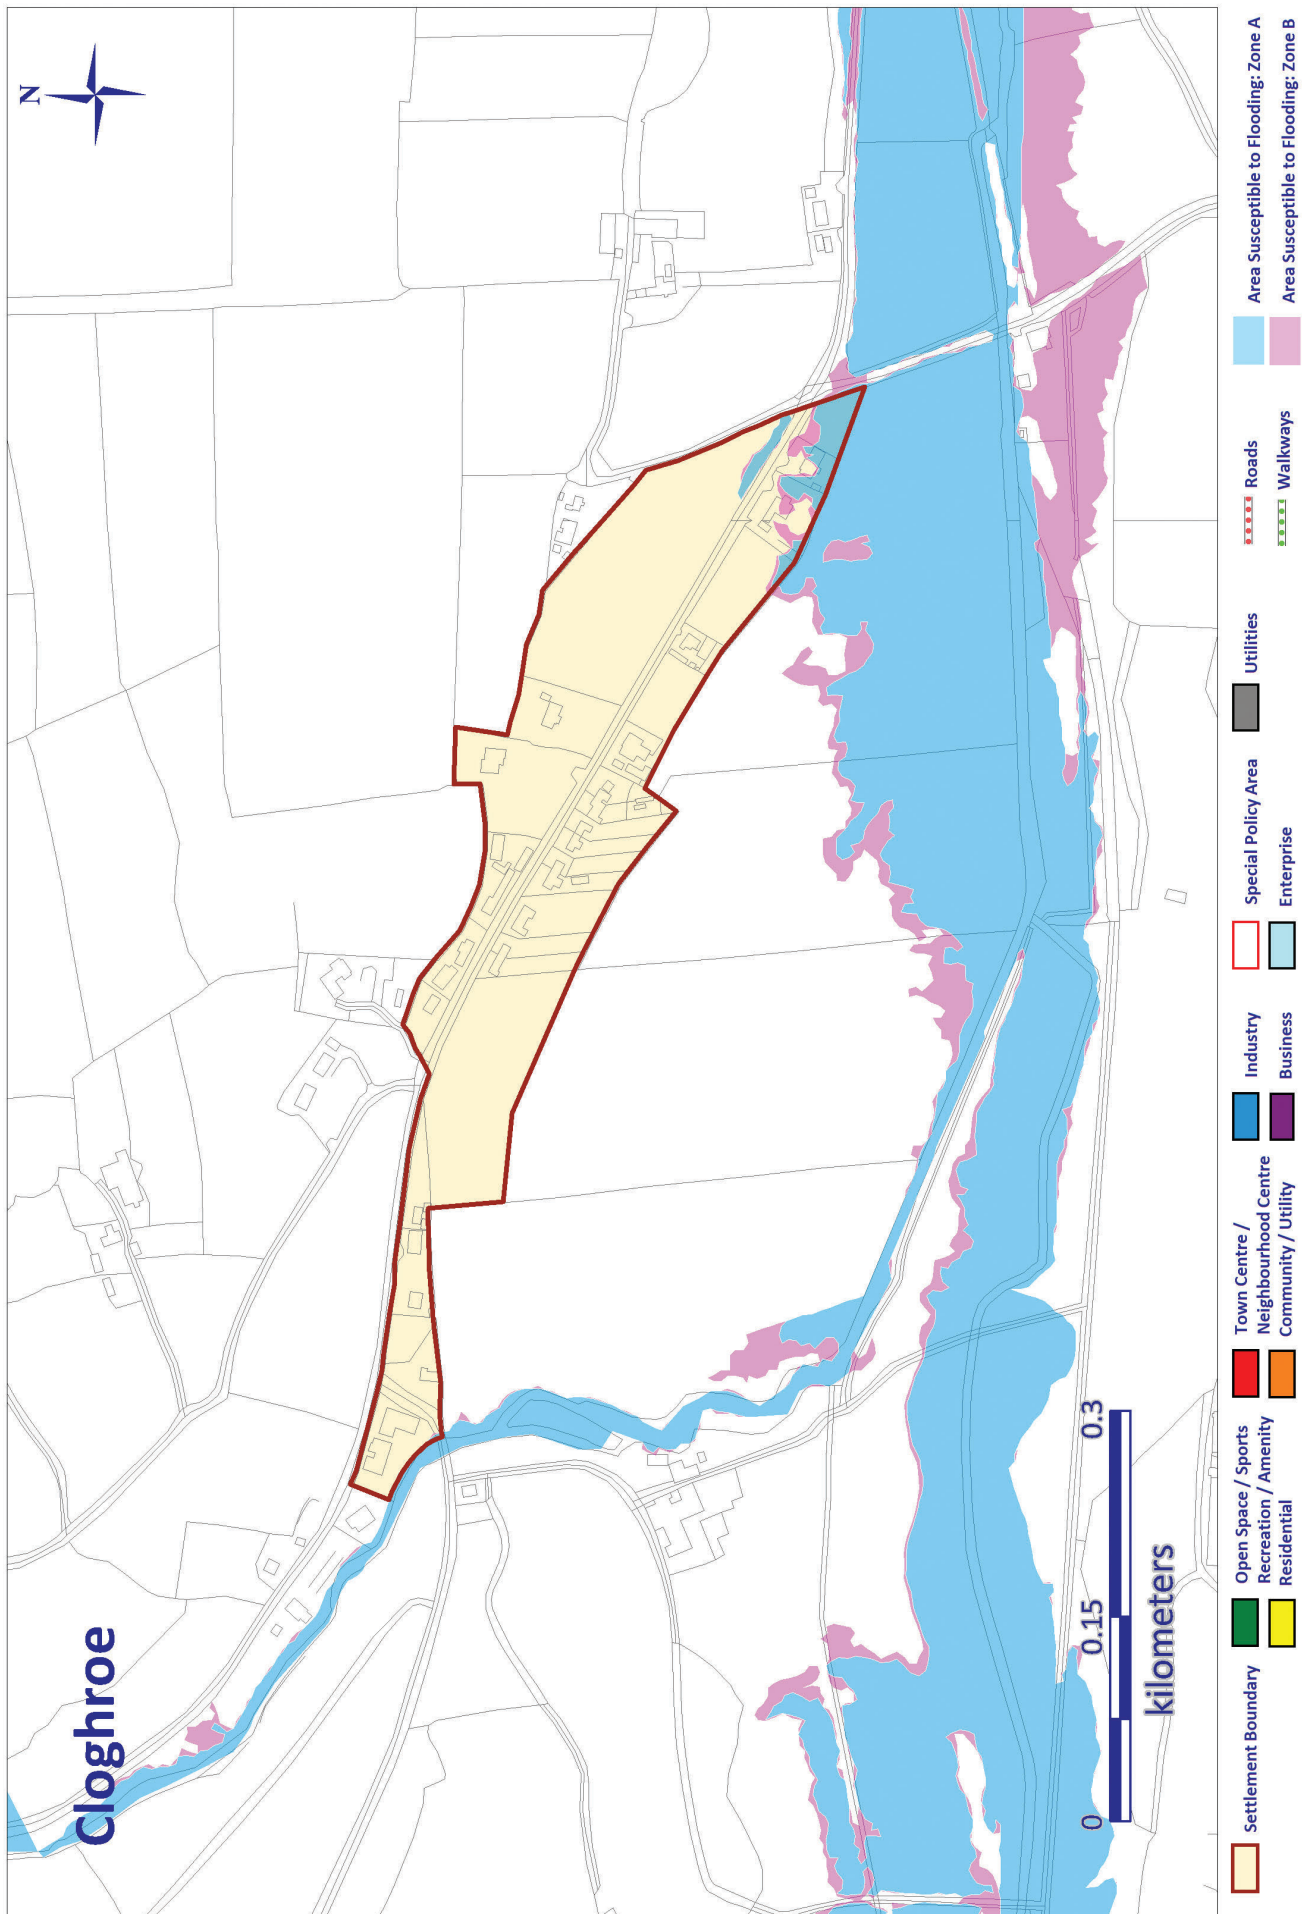 Cloghroe
N
0 0.15 0.3
kilometers
Settlement Boundary
Open Space / Sports
Recreation / Amenity
Residential
Town Centre /
Neighbourhood Centre
Community / Utility
Industry
Business
Special Policy Area
Enterprise
Utilities
Roads
Walkways
Area Susceptible to Flooding: Zone A
Area Susceptible to Flooding: Zone B